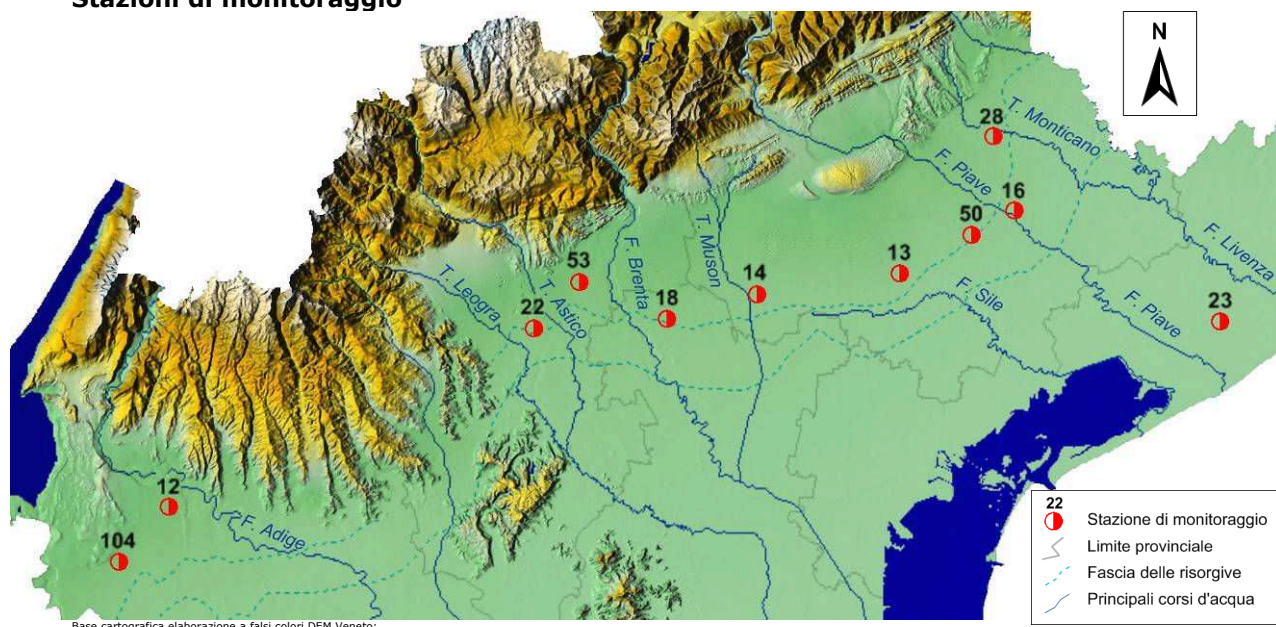 Stazioni di monitoraggio
N
28
T. Monticano
F. Piave
16
50
F. Livenza
53
F. Brenta
T. Muson
13
14
T. Leogra
T. Astico
22
18
F. Sile
F. Piave
23
12
F. Adige
104
22
Stazione di monitoraggio
Limite provinciale
Fascia delle risorgive
Principali corsi d'acqua
Base cartografica elaborazione a falsi colori DEM Veneto: